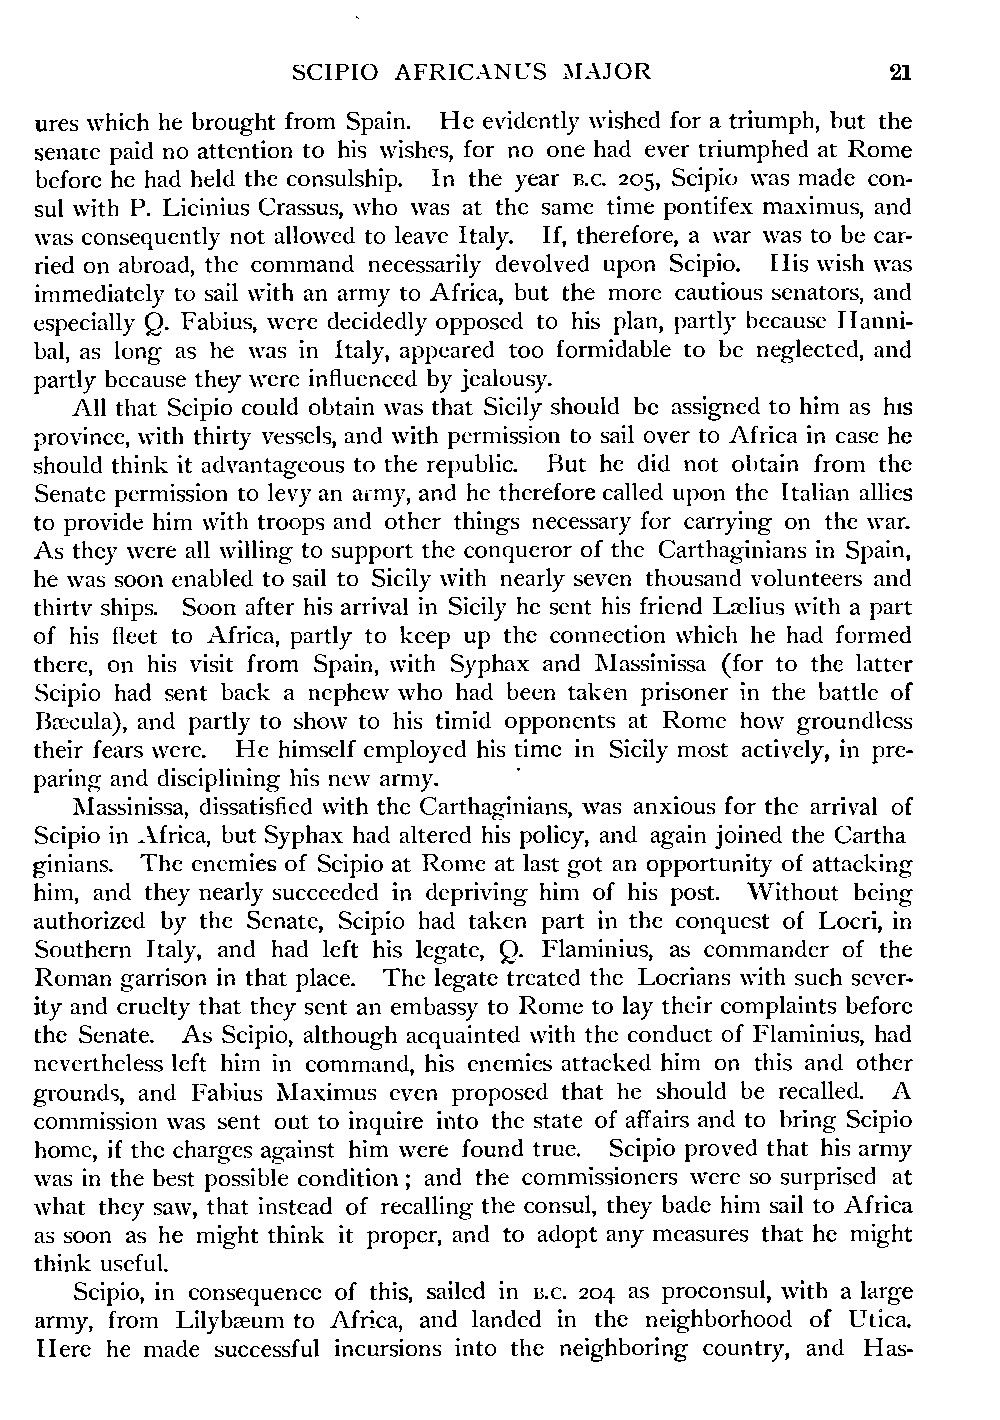 SCIPIO AFRICANUS MAJOR 21
ures which he brought from Spain. He evidently wished for a triumph, but the
senate paid no attention to his wishes, for no one had ever triumphed at Rome
before he had held the consulship. In the year B.C. 205, Scipio was made con-
sul with P. Licinius Crassus, who was at the same time pontifex maximus, and
was consequently not allowed to leave Italy. If, therefore, a war was to be car-
ried on abroad, the command necessarily devolved upon Scipio. His wish was
immediately to sail with an army to Africa, but the more cautious senators, and
especially Q. Fabius, were decidedly opposed to his plan, partly because Hanni-
bal, as long as he was in Italy, appeared too formidable to be neglected, and
partly because they were influenced by jealousy.
All that Scipio could obtain was that Sicily should be assigned to him as his
province, with thirty vessels, and with permission to sail over to Africa in case he
should think it advantageous to the republic. But he did not obtain from the
Senate permission to levy an army, and he therefore called upon the Italian allies
to provide him with troops and other things necessary for carrying on the war.
As they were all willing to support the conqueror of the Carthaginians in Spain,
he was soon enabled to sail to Sicily with nearly seven thousand volunteers and
thirty ships. Soon after his arrival in Sicily he sent his friend Lælius with a part
of his fleet to Africa, partly to keep up the connection which he had formed
there, on his visit from Spain, with Syphax and Massinissa (for to the latter
Scipio had sent back a nephew who had been taken prisoner in the battle of
Bæcula), and partly to show to his timid opponents at Rome how groundless
their fears were. He himself employed his time in Sicily most actively, in pre-
paring and disciplining his new army.
Massinissa, dissatisfied with the Carthaginians, was anxious for the arrival of
Scipio in Africa, but Syphax had altered his policy, and again joined the Cartha
ginians. The enemies of Scipio at Rome at last got an opportunity of attacking
him, and they nearly succeeded in depriving him of his post. Without being
authorized by the Senate, Scipio had taken part in the conquest of Locri, in
Southern Italy, and had left his legate, Q. Flaminius, as commander of the
Roman garrison in that place. The legate treated the Locrians with such sever-
ity and cruelty that they sent an embassy to Rome to lay their complaints before
the Senate. As Scipio, although acquainted with the conduct of Flaminius, had
nevertheless left him in command, his enemies attacked him on this and other
grounds, and Fabius Maximus even proposed that he should be recalled. A
commission was sent out to inquire into the state of affairs and to bring Scipio
home, if the charges against him were found true. Scipio proved that his army
was in the best possible condition; and the commissioners were so surprised at
what they saw, that instead of recalling the consul, they bade him sail to Africa
as soon as he might think it proper, and to adopt any measures that he might
think useful.
Scipio, in consequence of this, sailed in B.C. 204 as proconsul, with a large
army, from Lilybæum to Africa, and landed in the neighborhood of Utica.
Here he made successful incursions into the neighboring country, and Has-